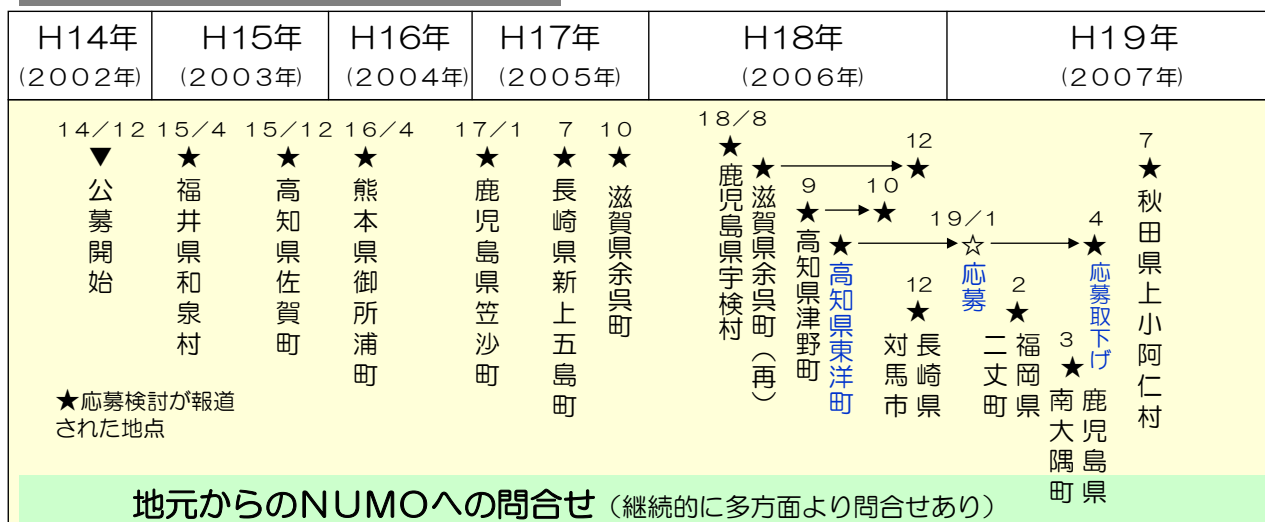 H14年
(2002年)
H15年
(2003年)
H16年
(2004年)
H17年
(2005年)
H18年
(2006年)
H19年
(2007年)
14/12
▼
公募開始
15/4
★
福井県和泉村
15/12
★
高知県佐賀町
16/4
★
熊本県御所浦町
17/1
★
鹿児島県笠沙町
7
★
長崎県新上五島町
10
★
滋賀県余呉町
18/8
★
鹿児島県宇検村
★→★
12
滋賀県余呉町(再)
9
★→★
10
高知県津野町
★→☆→★
高知県東洋町
19/1
応募
4
応募取下げ
12
★
長崎県
対馬市
2
★
福岡県
二丈町
3
★
鹿児島県
南大隅町
7
★
秋田県上小阿仁村
★応募検討が報道
された地点
地元からのNUMOへの問合せ(継続的に多方面より問合せあり)